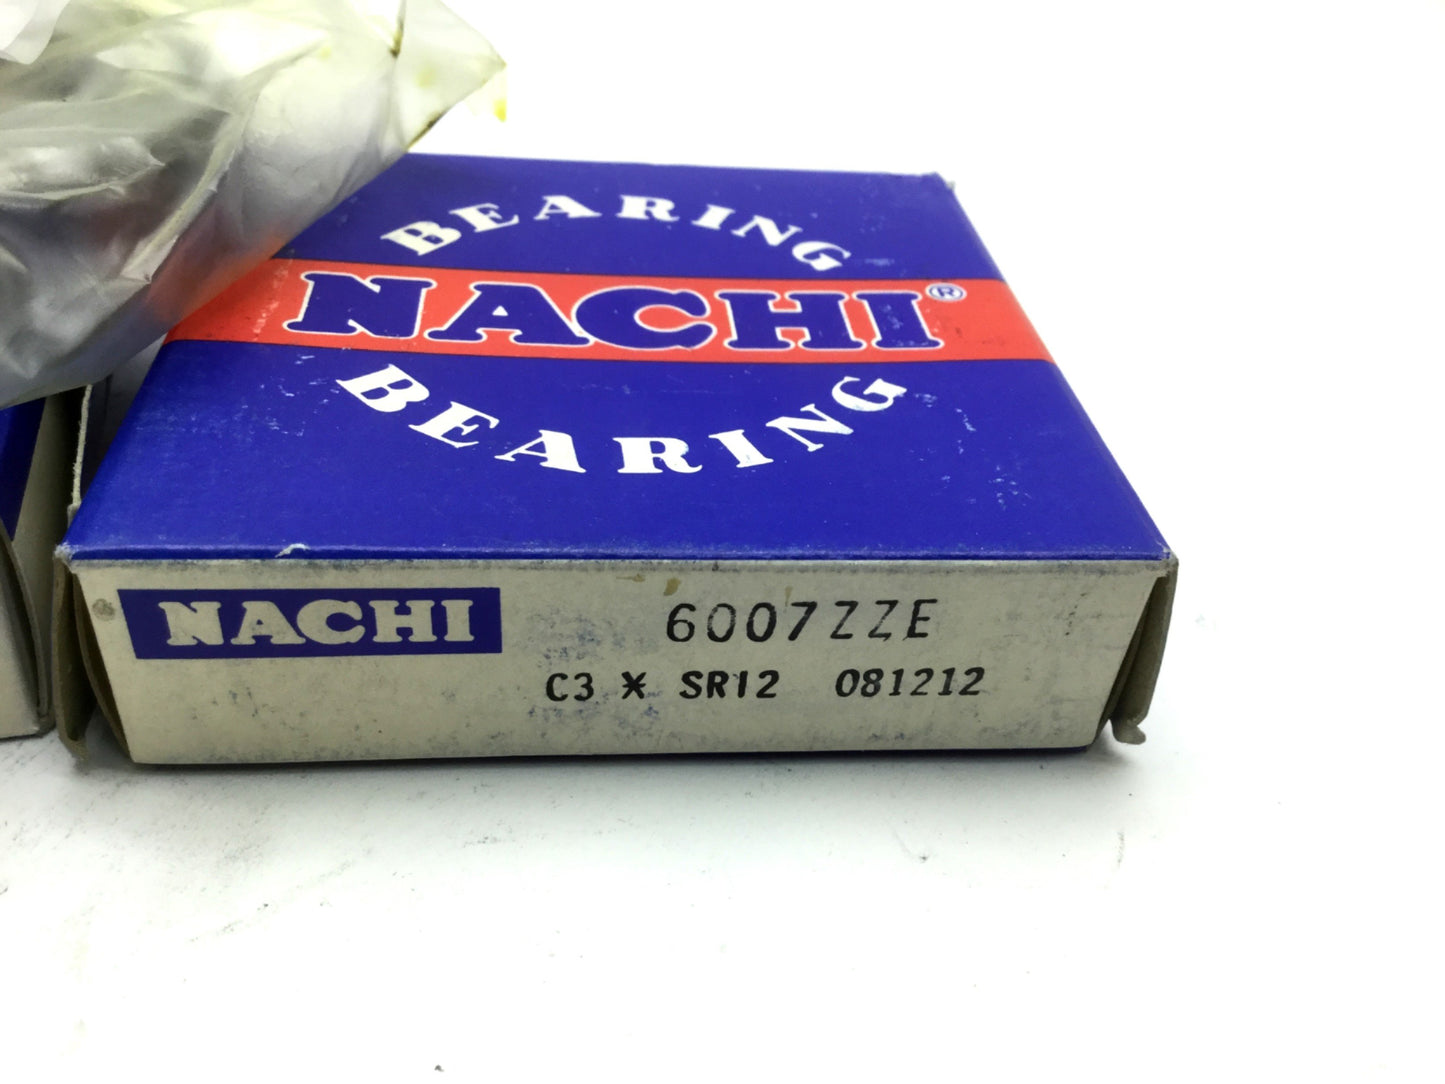 BEARING
NACHI®
BEARING
NACHI 6007ZZE
C3 * SR12 081212